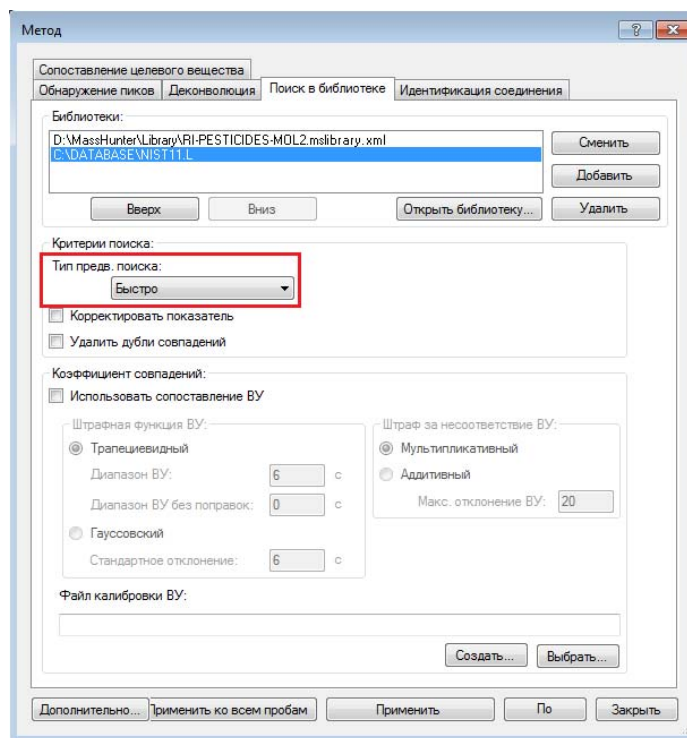 Метод
Сопоставление целевого вещества
Обнаружение пиков Деконволюция Поиск в библиотеке Идентификация соединения
Библиотеки:
D:\MassHunter\Library\RI-PESTICIDES-MOL2.mslibrary.xml
C:\DATABASE\NIST11.L
Сменить
Добавить
Вверх Вниз Открыть библиотеку... Удалить
Критерии поиска:
Тип предв. поиска:
Быстро
Корректировать показатель
Удалить дубли совпадений
Коэффициент совпадений:
Использовать сопоставление ВУ
Штрафная функция ВУ: Штраф за несоответствие ВУ:
Трапециевидный Мультипликативный
Диапазон ВУ: 6 с Аддитивный
Диапазон ВУ без поправок: 0 с Макс. отклонение ВУ: 20
Гауссовский
Стандартное отклонение: 6 с
Файл калибровки ВУ:
Создать... Выбрать...
Дополнительно... Применить ко всем пробам Применить По Закрыть